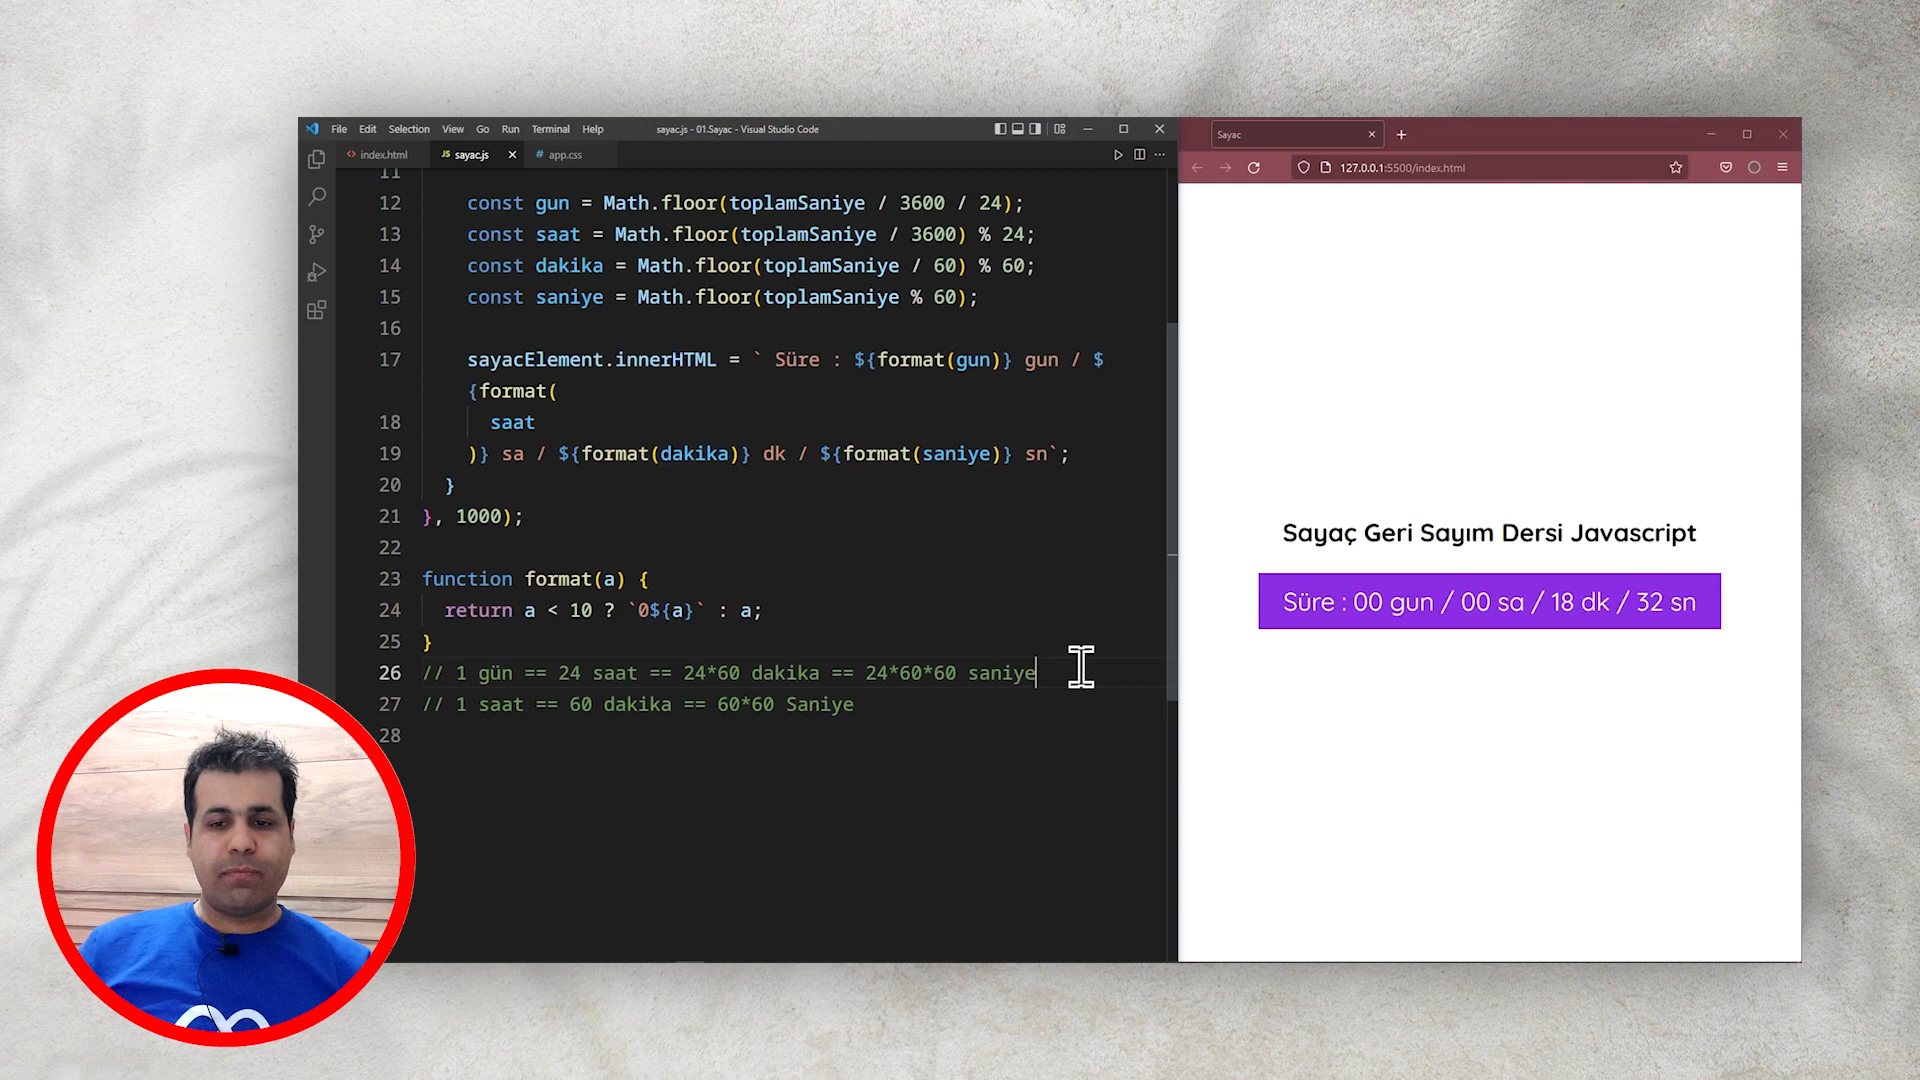 File Edit Selection View Go Run Terminal Help sayac.js - 01.Sayac - Visual Studio Code
<> index.html JS sayac.js # app.css
11
12 const gun = Math.floor(toplamSaniye / 3600 / 24);
13 const saat = Math.floor(toplamSaniye / 3600) % 24;
14 const dakika = Math.floor(toplamSaniye / 60) % 60;
15 const saniye = Math.floor(toplamSaniye % 60);
16
17 sayacElement.innerHTML = ` Süre : ${format(gun)} gun / $
{format(
18 saat
19 )} sa / ${format(dakika)} dk / ${format(saniye)} sn`;
20 }
21 }, 1000);
22
23 function format(a) {
24 return a < 10 ? `0${a}` : a;
25 }
26 // 1 gün == 24 saat == 24*60 dakika == 24*60*60 saniye
27 // 1 saat == 60 dakika == 60*60 Saniye
28
Sayac
127.0.0.1:5500/index.html
Sayaç Geri Sayım Dersi Javascript
Süre : 00 gun / 00 sa / 18 dk / 32 sn